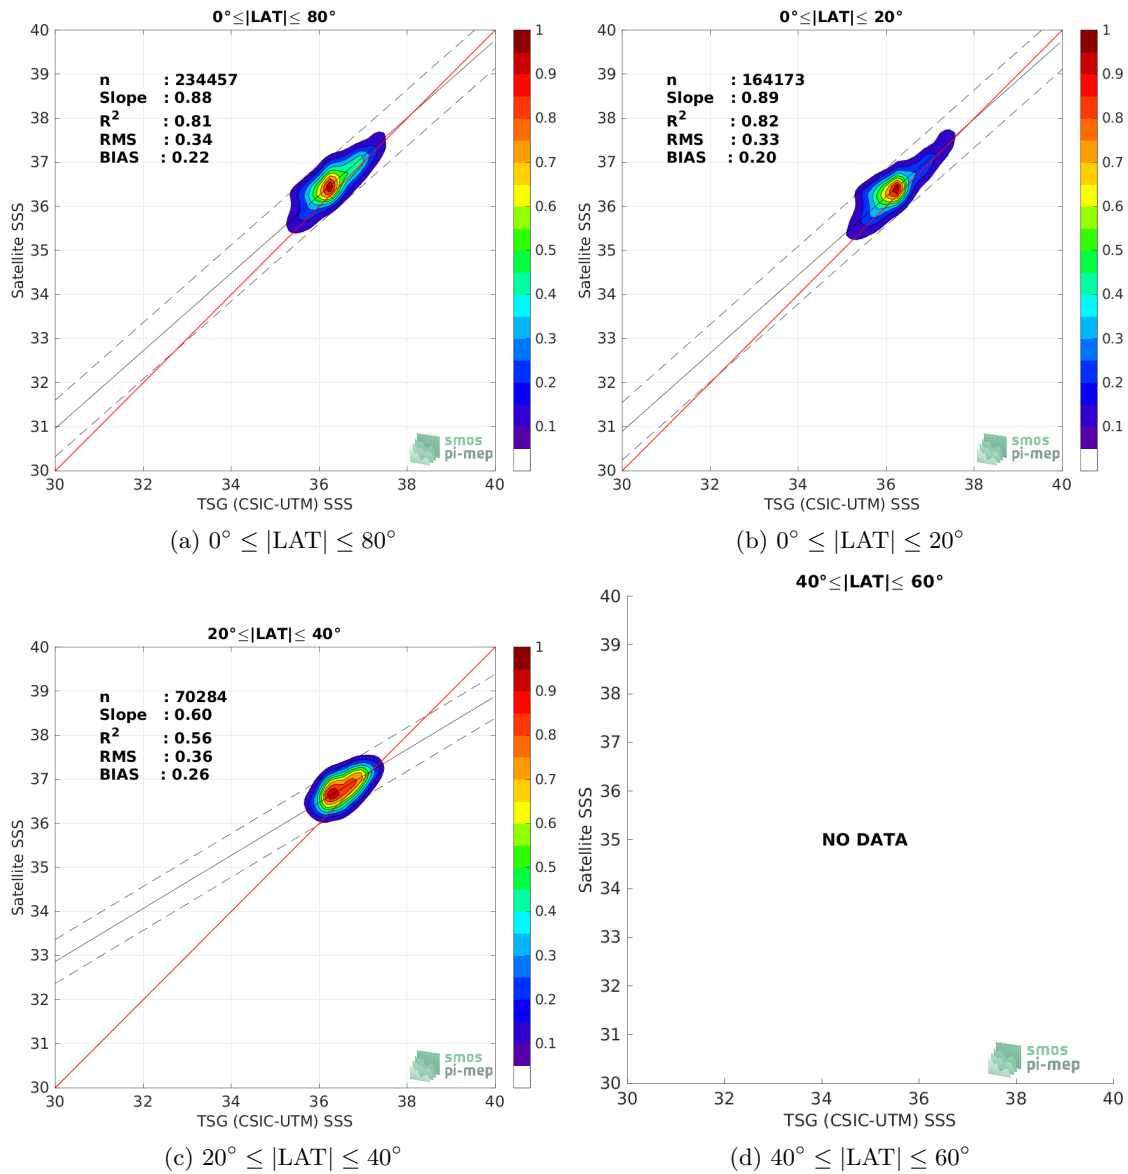 0°≤|LAT|≤ 80°
40
39
38
37
36
35
34
33
32
31
30
Satellite SSS
n : 234457
Slope : 0.88
R2 : 0.81
RMS : 0.34
BIAS : 0.22
smos
pi-mep
30 32 34 36 38 40
TSG (CSIC-UTM) SSS
1
0.9
0.8
0.7
0.6
0.5
0.4
0.3
0.2
0.1
(a) 0° ≤ |LAT| ≤ 80°
0°≤|LAT|≤ 20°
40
39
38
37
36
35
34
33
32
31
30
Satellite SSS
n : 164173
Slope : 0.89
R2 : 0.82
RMS : 0.33
BIAS : 0.20
smos
pi-mep
30 32 34 36 38 40
TSG (CSIC-UTM) SSS
1
0.9
0.8
0.7
0.6
0.5
0.4
0.3
0.2
0.1
(b) 0° ≤ |LAT| ≤ 20°
20°≤|LAT|≤ 40°
40
39
38
37
36
35
34
33
32
31
30
Satellite SSS
n : 70284
Slope : 0.60
R2 : 0.56
RMS : 0.36
BIAS : 0.26
smos
pi-mep
30 32 34 36 38 40
TSG (CSIC-UTM) SSS
1
0.9
0.8
0.7
0.6
0.5
0.4
0.3
0.2
0.1
(c) 20° ≤ |LAT| ≤ 40°
40°≤|LAT|≤ 60°
40
39
38
37
36
35
34
33
32
31
30
Satellite SSS
NO DATA
smos
pi-mep
30 32 34 36 38 40
TSG (CSIC-UTM) SSS
(d) 40° ≤ |LAT| ≤ 60°